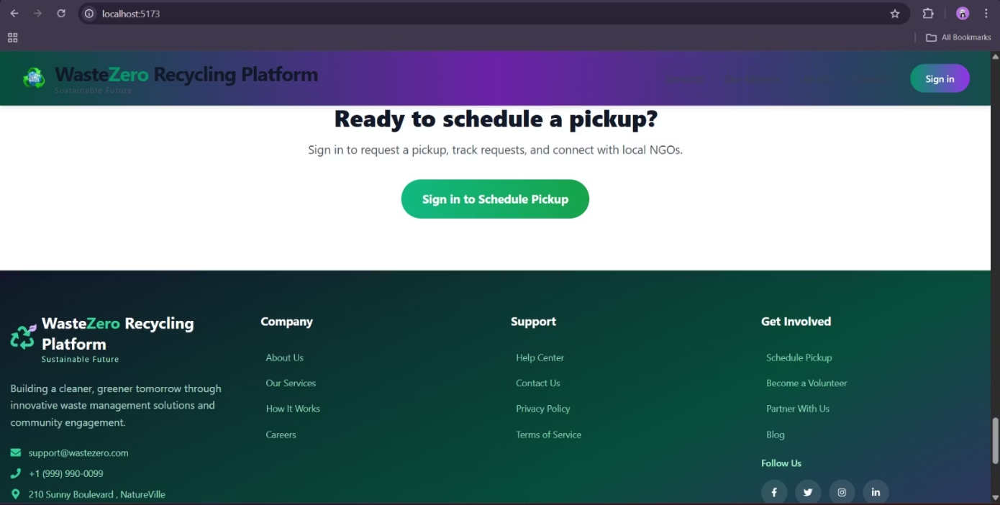 localhost:5173
All Bookmarks
WasteZero Recycling Platform
Sustainable Future
Sign in
Ready to schedule a pickup?
Sign in to request a pickup, track requests, and connect with local NGOs.
Sign in to Schedule Pickup
WasteZero Recycling
Platform
Sustainable Future
Building a cleaner, greener tomorrow through
innovative waste management solutions and
community engagement.
support@wastezero.com
+1 (999) 990-0099
210 Sunny Boulevard , NatureVille
Company
About Us
Our Services
How It Works
Careers
Support
Help Center
Contact Us
Privacy Policy
Terms of Service
Get Involved
Schedule Pickup
Become a Volunteer
Partner With Us
Blog
Follow Us